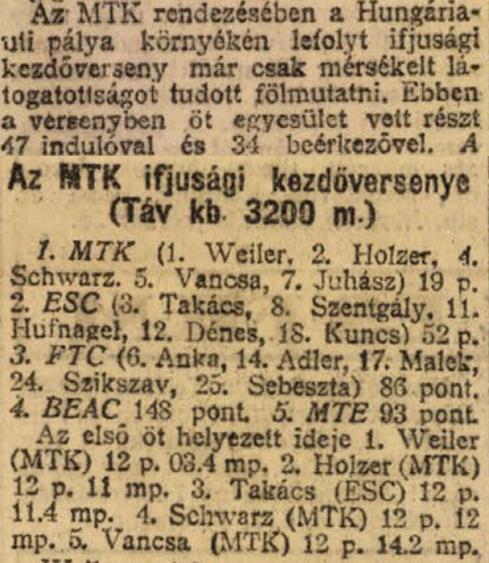 Az MTK rendezésében a Hungária-
uti pálya környékén lefolyt ifjusági
kezdőverseny már csak mérsékelt lá-
togatottságot tudott fölmutatni. Ebben
a versenyben öt egyesület vett részt
47 indulóval és 34 beérkezővel. A
Az MTK ifjusági kezdőversenye
(Táv kb. 3200 m.)
1. MTK (1. Weiler, 2. Holzer, 4.
Schwarz. 5. Vancsa, 7. Juhász) 19 p.
2. ESC (3. Takács, 8. Szentgály, 11.
Hufnagel, 12. Dénes, 18. Kuncs) 52 p.
3. FTC (6. Anka, 14. Adler, 17. Malek,
24. Szikszay, 25. Sebeszta) 86 pont.
4. BEAC 148 pont. 5. MTE 93 pont.
Az első öt helyezett ideje 1. Weiler
(MTK) 12 p. 03.4 mp. 2. Holzer (MTK)
12 p. 11 mp. 3. Takács (ESC) 12 p.
11.4 mp. 4. Schwarz (MTK) 12 p. 12
mp. 5. Vancsa (MTK) 12 p. 14.2 mp.